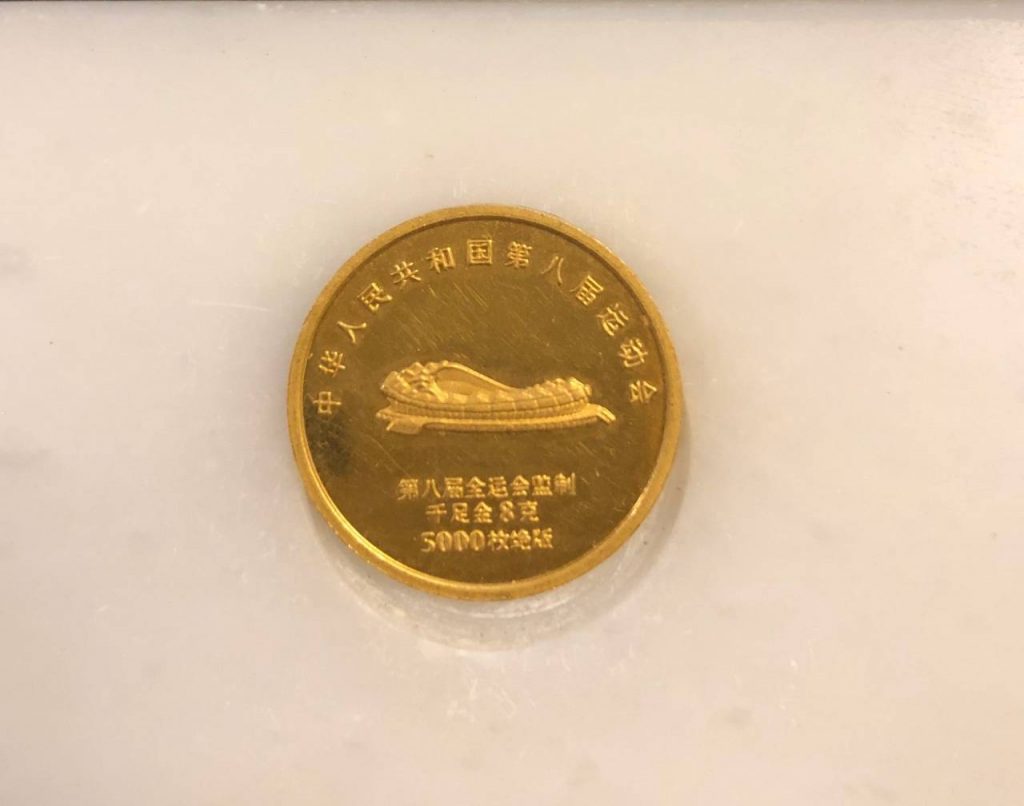 中华人民共和国第八届运动会
第八届全运会监制
千足金8克
5000枚绝版